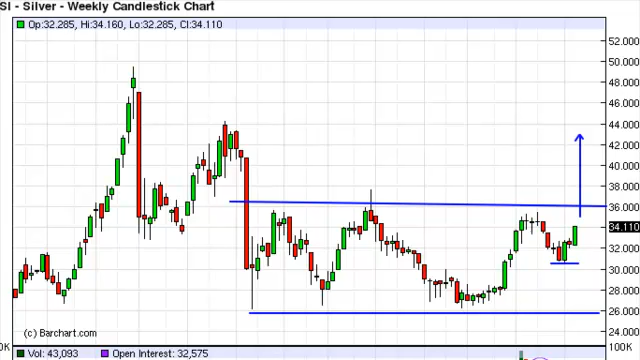 SI - Silver - Weekly Candlestick Chart
Op:32.285, Hi:34.160, Lo:32.285, Cl:34.110
52.000
50.000
48.000
46.000
44.000
42.000
40.000
38.000
36.000
34.110
32.000
30.000
28.000
26.000
24.000
(c) Barchart.com
0K
100K
Vol: 43,093 Open Interest: 32,575